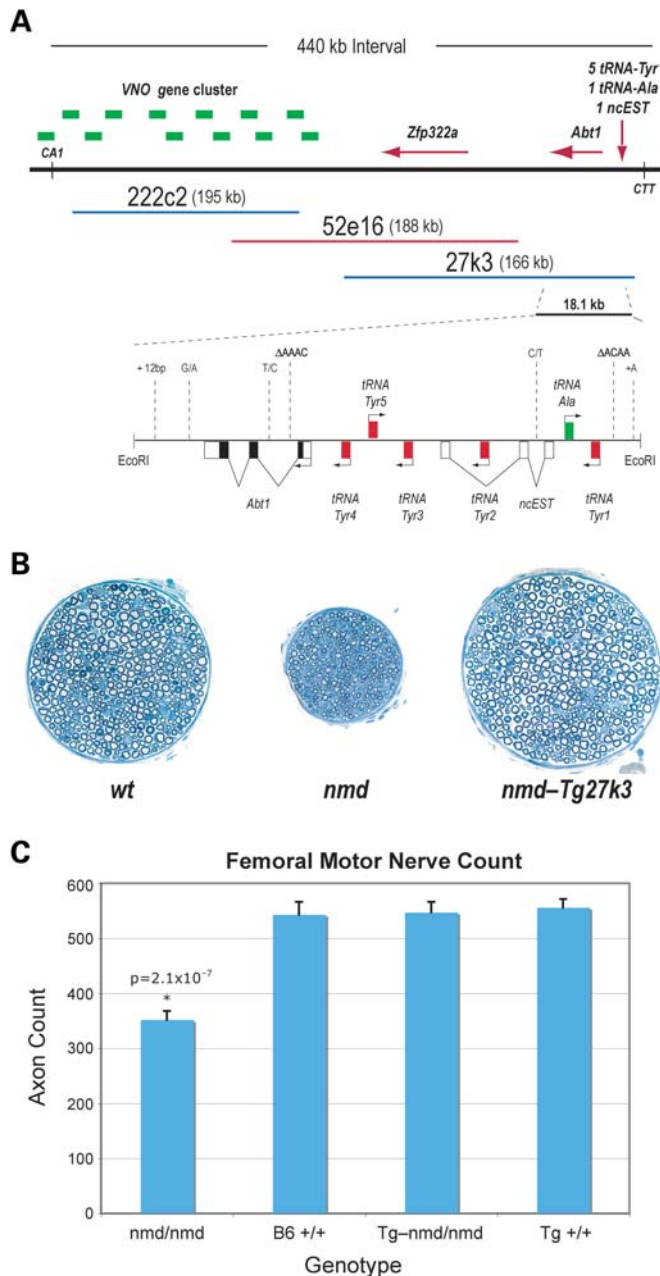 A
440 kb Interval
5 tRNA-Tyr
1 tRNA-Ala
1 ncEST
VNO gene cluster
Zfp322a
Abt1
CA1
CTT
222c2 (195 kb)
52e16 (188 kb)
27k3 (166 kb)
18.1 kb
+ 12bp
G/A
T/C
ΔAAAC
C/T
ΔACAA
+A
tRNA
Tyr5
tRNA
Ala
EcoRI
EcoRI
Abt1
tRNA
Tyr4
tRNA
Tyr3
tRNA
Tyr2
ncEST
tRNA
Tyr1
B
wt
nmd
nmd–Tg27k3
C
Femoral Motor Nerve Count
600
500
400
300
200
100
0
p=2.1x10⁻⁷
*
Axon Count
nmd/nmd
B6 +/+
Tg–nmd/nmd
Tg +/+
Genotype